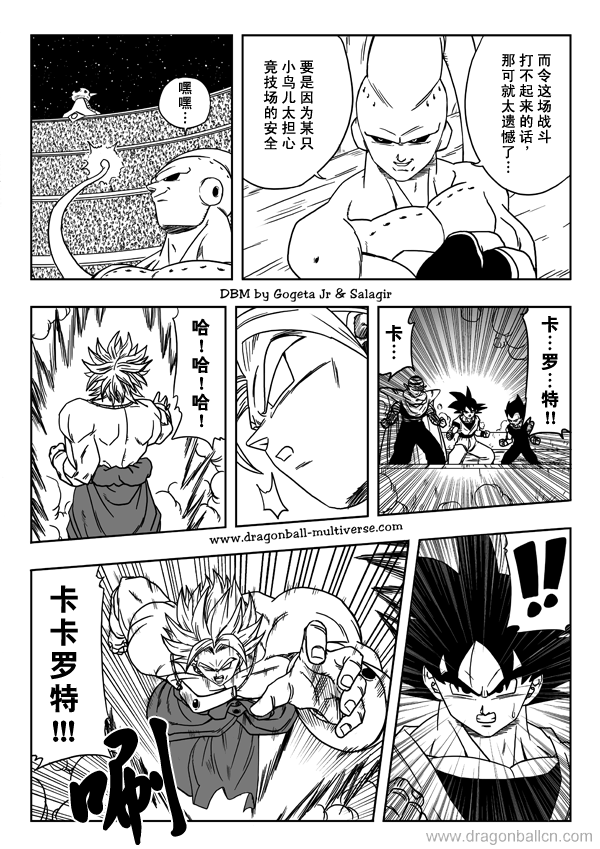 嘿嘿…
要是因为某只
小鸟儿太担心
竞技场的安全
而令这场战斗
打不起来的话，
那可就太遗憾
了…
DBM by Gogeta Jr & Salagir
哈！哈！哈！
卡…
卡…罗…特!!
www.dragonball-multiverse.com
卡卡罗特!!!
唰
!!
www.dragonballcn.com